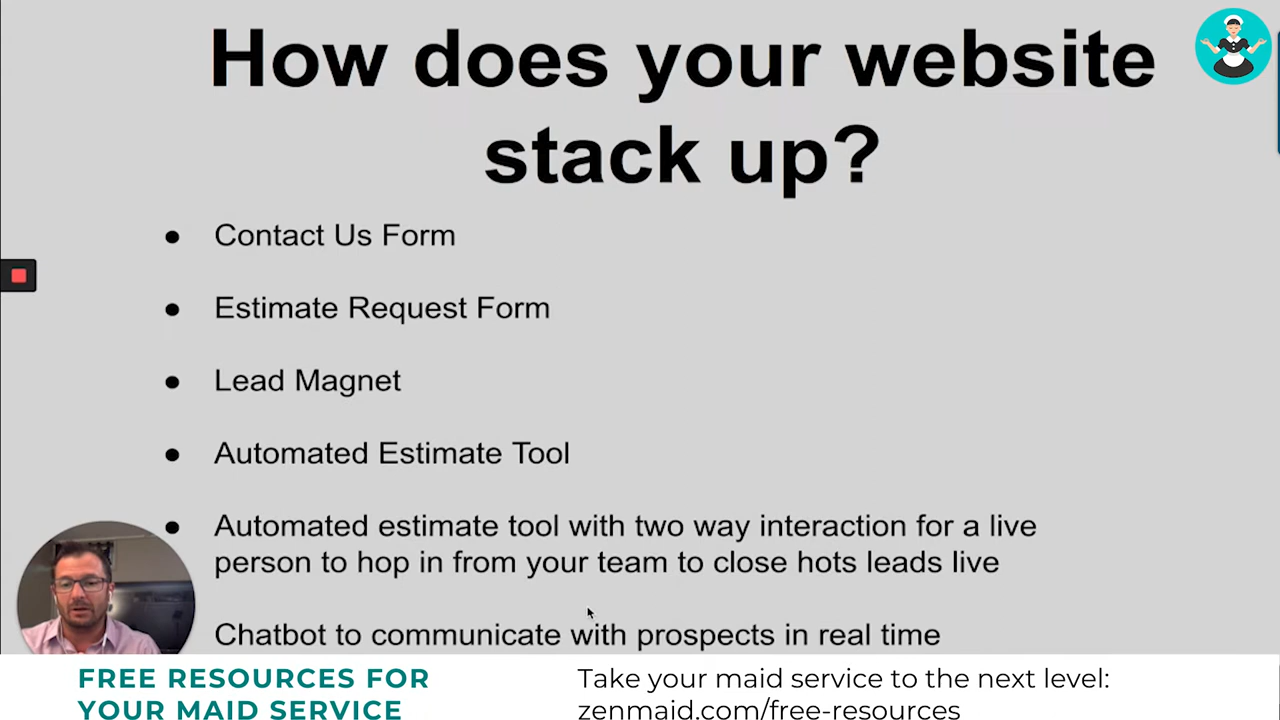 How does your website
stack up?
● Contact Us Form
● Estimate Request Form
● Lead Magnet
● Automated Estimate Tool
● Automated estimate tool with two way interaction for a live
person to hop in from your team to close hots leads live
Chatbot to communicate with prospects in real time
FREE RESOURCES FOR
YOUR MAID SERVICE
Take your maid service to the next level:
zenmaid.com/free-resources